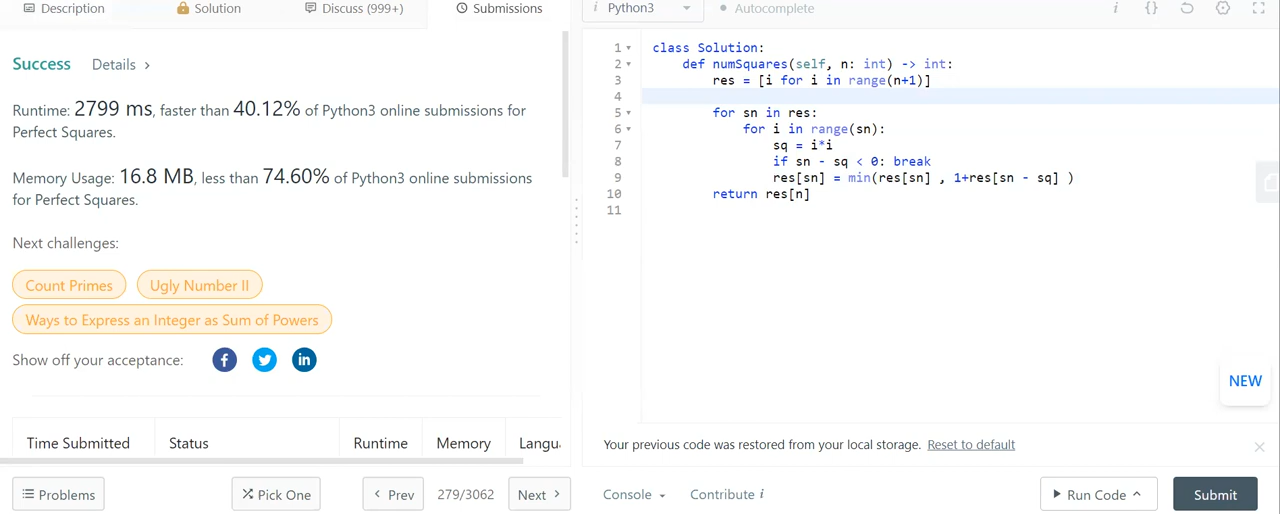 Description Solution Discuss (999+) Submissions
Success Details >
Runtime: 2799 ms, faster than 40.12% of Python3 online submissions for
Perfect Squares.
Memory Usage: 16.8 MB, less than 74.60% of Python3 online submissions
for Perfect Squares.
Next challenges:
Count Primes Ugly Number II
Ways to Express an Integer as Sum of Powers
Show off your acceptance:
Time Submitted Status Runtime Memory Langu
Problems Pick One < Prev 279/3062 Next >
i Python3 Autocomplete i {}
1 class Solution:
2 def numSquares(self, n: int) -> int:
3 res = [i for i in range(n+1)]
4
5 for sn in res:
6 for i in range(sn):
7 sq = i*i
8 if sn - sq < 0: break
9 res[sn] = min(res[sn] , 1+res[sn - sq] )
10 return res[n]
11
NEW
Your previous code was restored from your local storage. Reset to default
Console Contribute i Run Code Submit